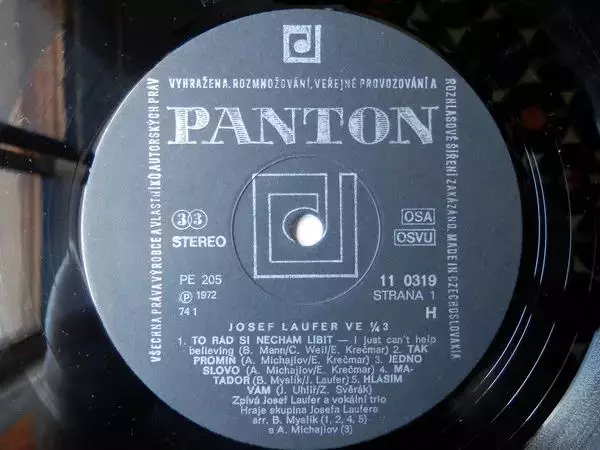 VŠECHNA PRÁVA VÝROBCE A VLASTNÍKŮ AUTORSKÝCH PRÁV
VYHRAŽENA. ROZMNOŽOVÁNÍ, VEŘEJNÉ PROVOZOVÁNÍ A
ROZHLASOVÉ ŠÍŘENÍ ZAKÁZÁNO. MADE IN CZECHOSLOVAKIA
PANTON
33
STEREO
OSA
OSVU
PE 205
℗ 1972
74 1
11 0319
STRANA 1
H
JOSEF LAUFER VE ¼ 3
1. TO RÁD SI NECHÁM LÍBIT — I just can't help
believing (B. Mann/C. Weil/E. Krečmar) 2. TAK
PROMIŇ (A. Michajlov/E. Krečmar) 3. JEDNO
SLOVO (A. Michajlov/E. Krečmar) 4. MA-
TADOR (B. Myslík/J. Laufer) 5. HLÁSÍM
VÁM (J. Uhlíř/Z. Svěrák)
Zpívá Josef Laufer a vokální trio
Hraje skupina Josefa Laufera
arr. B. Myslík (1, 2, 4, 5)
a A. Michajlov (3)